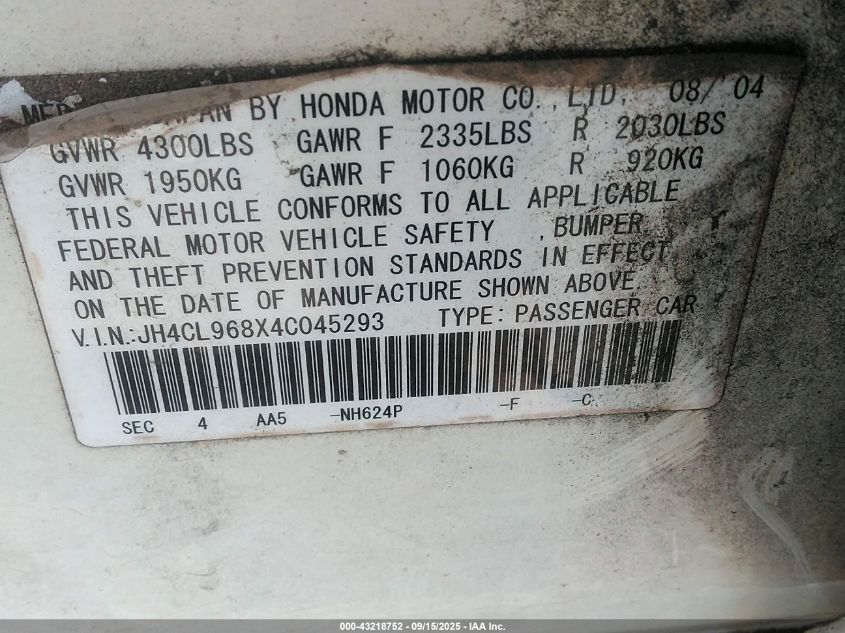 BY HONDA MOTOR CO., LTD. 08/04
GVWR 4300LBS GAWR F 2335LBS R 2030LBS
GVWR 1950KG GAWR F 1060KG R 920KG
THIS VEHICLE CONFORMS TO ALL APPLICABLE
FEDERAL MOTOR VEHICLE SAFETY , BUMPER,
AND THEFT PREVENTION STANDARDS IN EFFECT
ON THE DATE OF MANUFACTURE SHOWN ABOVE.
V.I.N.:JH4CL968X4C045293 TYPE: PASSENGER CAR
SEC 4 AA5 -NH624P -F -C
000-43218752 - 09/15/2025 - IAA Inc.